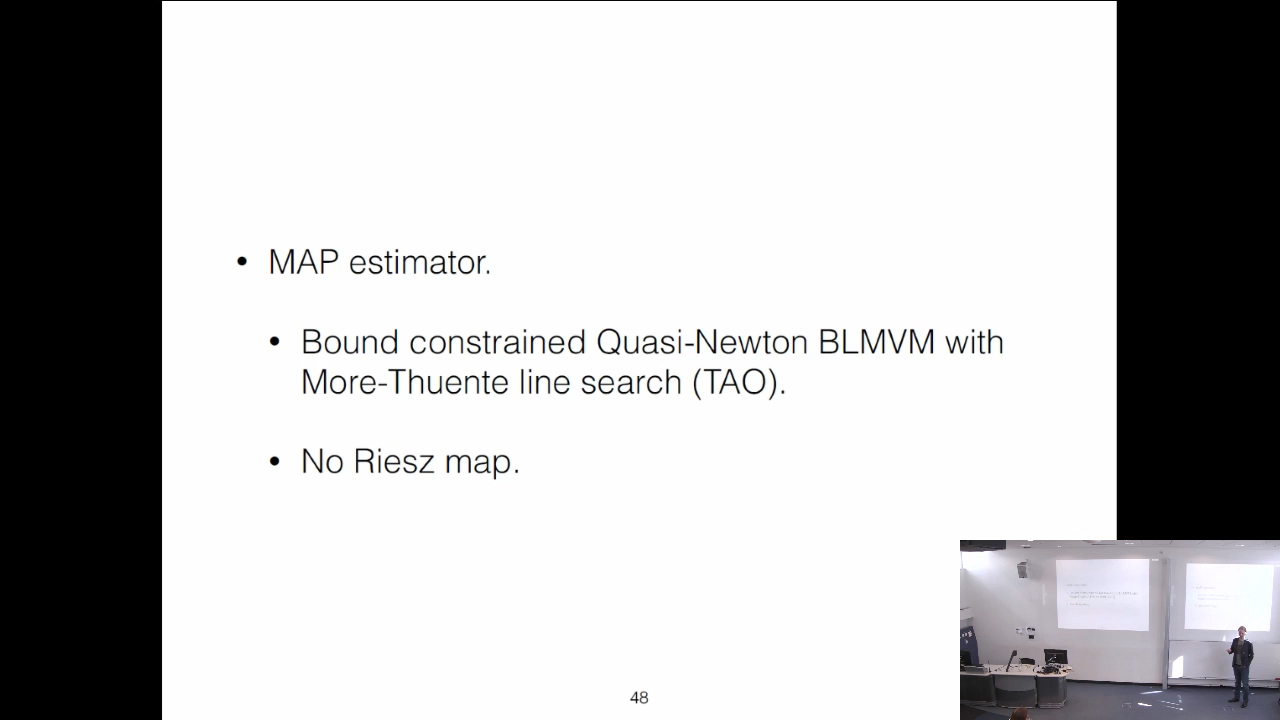 • MAP estimator.
• Bound constrained Quasi-Newton BLMVM with
More-Thuente line search (TAO).
• No Riesz map.
48